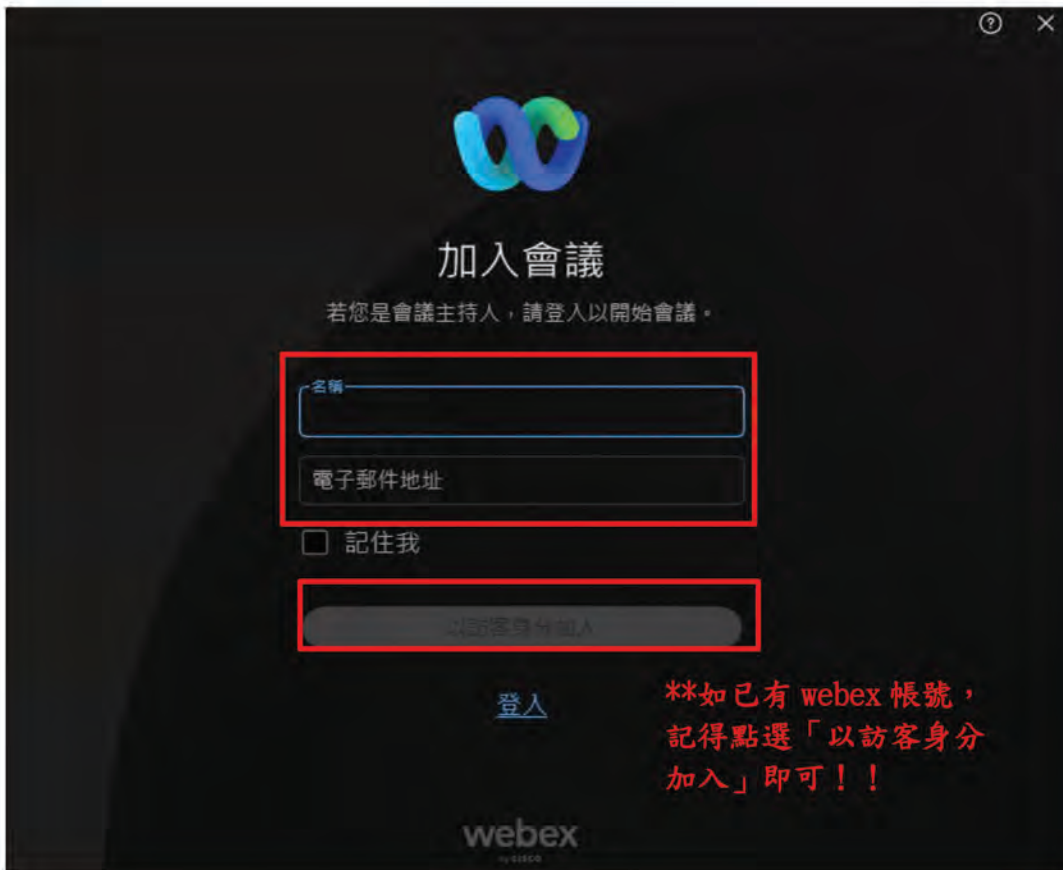 加入會議
若您是會議主持人，請登入以開始會議。
名稱
電子郵件地址
記住我
以訪客身分加入
登入
**如已有 webex 帳號，
記得點選「以訪客身分
加入」即可！！
webex
by CISCO